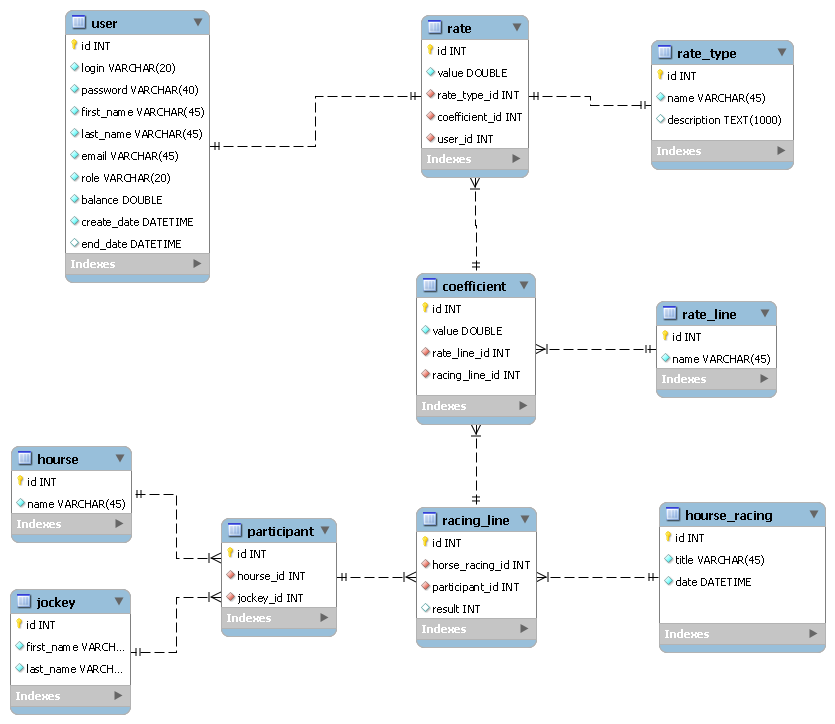 user
id INT
login VARCHAR(20)
password VARCHAR(40)
first_name VARCHAR(45)
last_name VARCHAR(45)
email VARCHAR(45)
role VARCHAR(20)
balance DOUBLE
create_date DATETIME
end_date DATETIME
Indexes
rate
id INT
value DOUBLE
rate_type_id INT
coefficient_id INT
user_id INT
Indexes
rate_type
id INT
name VARCHAR(45)
description TEXT(1000)
Indexes
coefficient
id INT
value DOUBLE
rate_line_id INT
racing_line_id INT
Indexes
rate_line
id INT
name VARCHAR(45)
Indexes
hourse
id INT
name VARCHAR(45)
Indexes
participant
id INT
hourse_id INT
jockey_id INT
Indexes
racing_line
id INT
horse_racing_id INT
participant_id INT
result INT
Indexes
hourse_racing
id INT
title VARCHAR(45)
date DATETIME
Indexes
jockey
id INT
first_name VARCH...
last_name VARCH...
Indexes